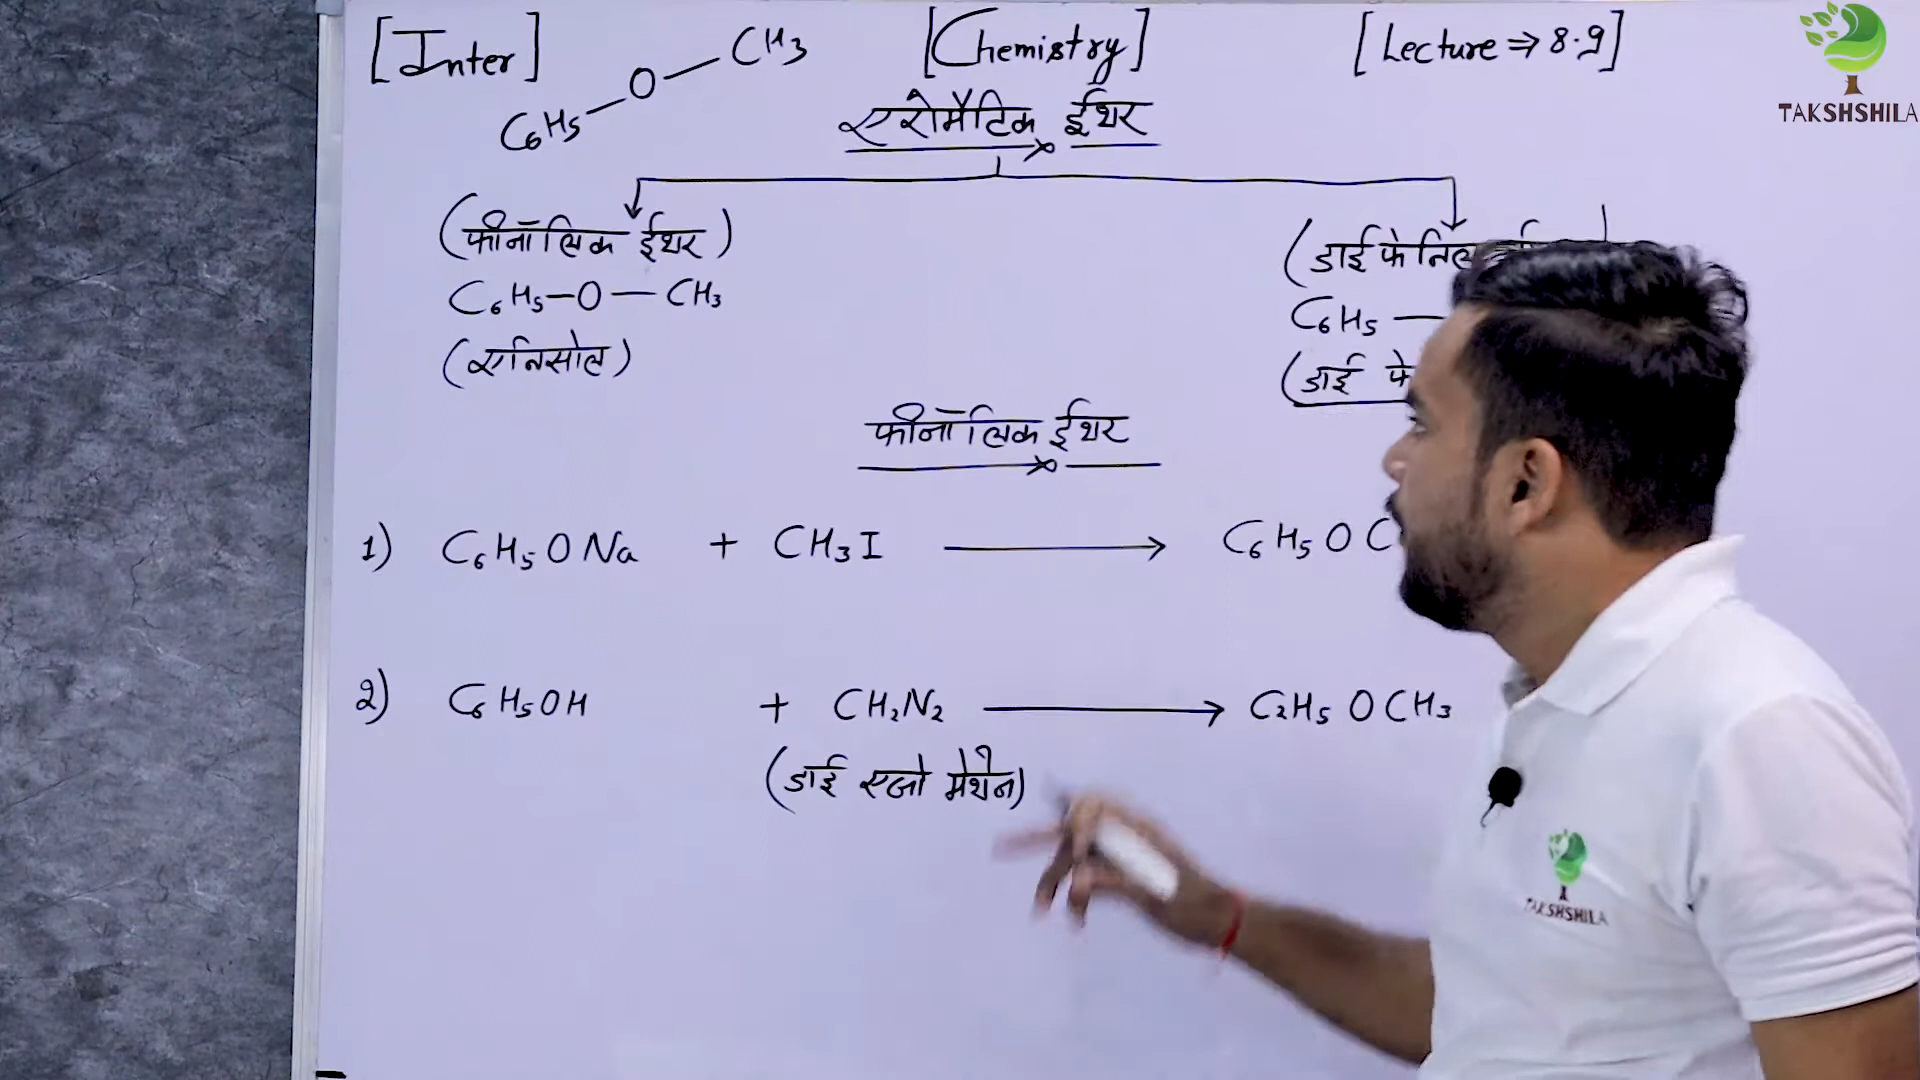 [Inter] [Chemistry] [Lecture ⇒ 8.9]
C6H5 — O — CH3
TAKSHSHILA
एरोमैटिक ईथर
(फीनॉलिक ईथर)
C6H5—O—CH3
(एनिसोल)
(डाई फेनिल
C6H5 —
(डाई फे
फीनॉलिक ईथर
1) C6H5ONa + CH3I ⟶ C6H5OC
2) C6H5OH + CH2N2 ⟶ C2H5OCH3
(डाई एजो मेथेन)
TAKSHSHILA